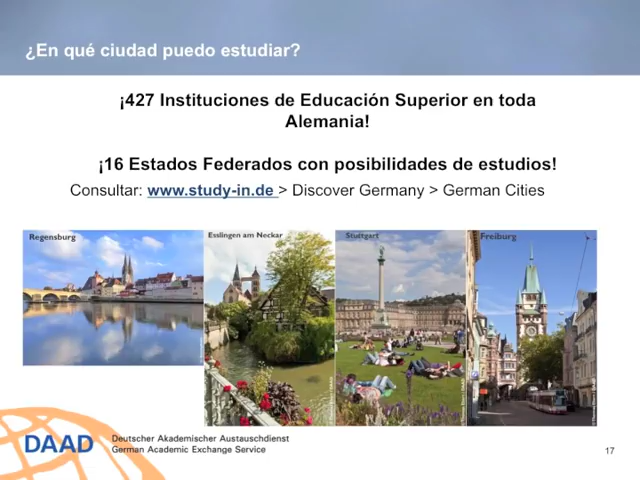 ¿En qué ciudad puedo estudiar?
¡427 Instituciones de Educación Superior en toda
Alemania!
¡16 Estados Federados con posibilidades de estudios!
Consultar: www.study-in.de > Discover Germany > German Cities
Regensburg
Esslingen am Neckar
Stuttgart
Freiburg
DAAD
Deutscher Akademischer Austauschdienst
German Academic Exchange Service
17